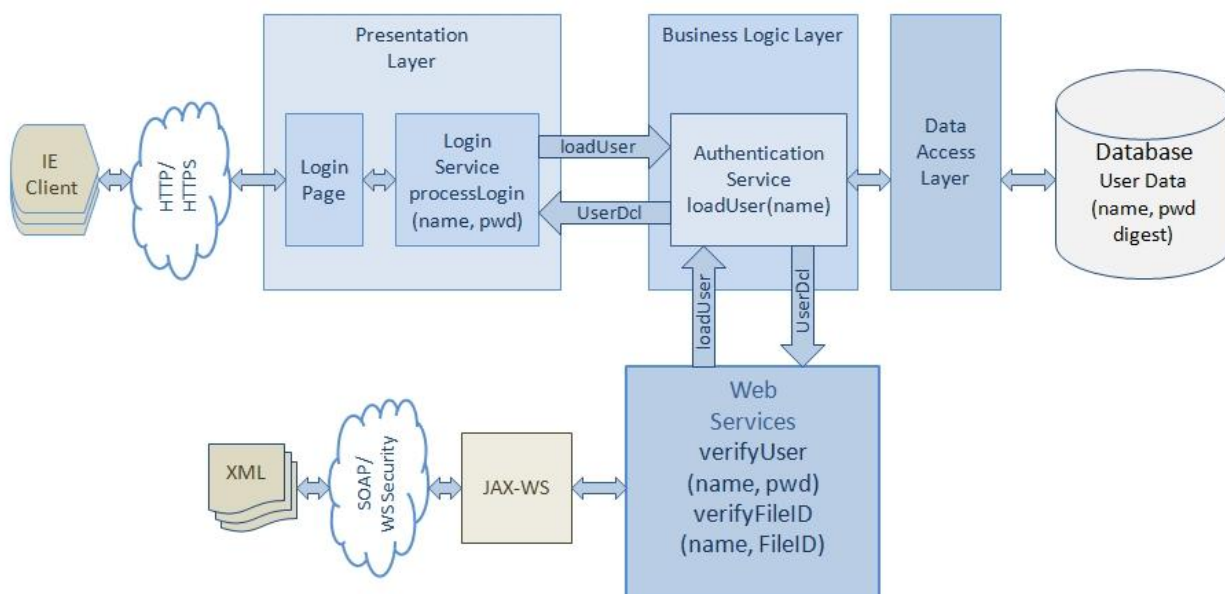 Presentation
Layer
Business Logic Layer
IE
Client
HTTP/
HTTPS
Login
Page
Login
Service
processLogin
(name, pwd)
loadUser
UserDcl
Authentication
Service
loadUser(name)
Data
Access
Layer
Database
User Data
(name, pwd
digest)
loadUser
UserDcl
XML
SOAP/
WS Security
JAX-WS
Web
Services
verifyUser
(name, pwd)
verifyFileID
(name, FileID)